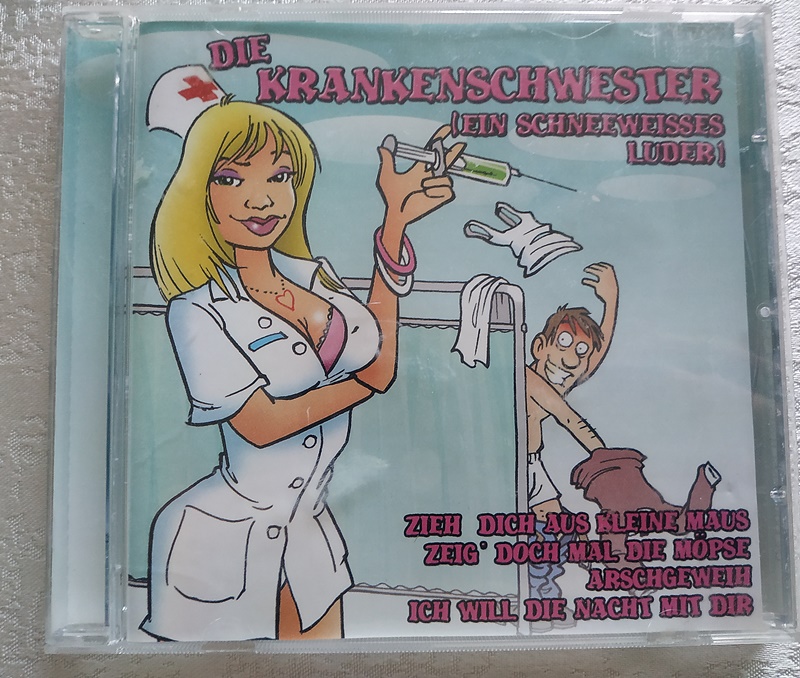 DIE
KRANKENSCHWESTER
(EIN SCHNEEWEISSES
LUDER)
ZIEH DICH AUS KLEINE MAUS
ZEIG' DOCH MAL DIE MÖPSE
ARSCHGEWEIH
ICH WILL DIE NACHT MIT DIR